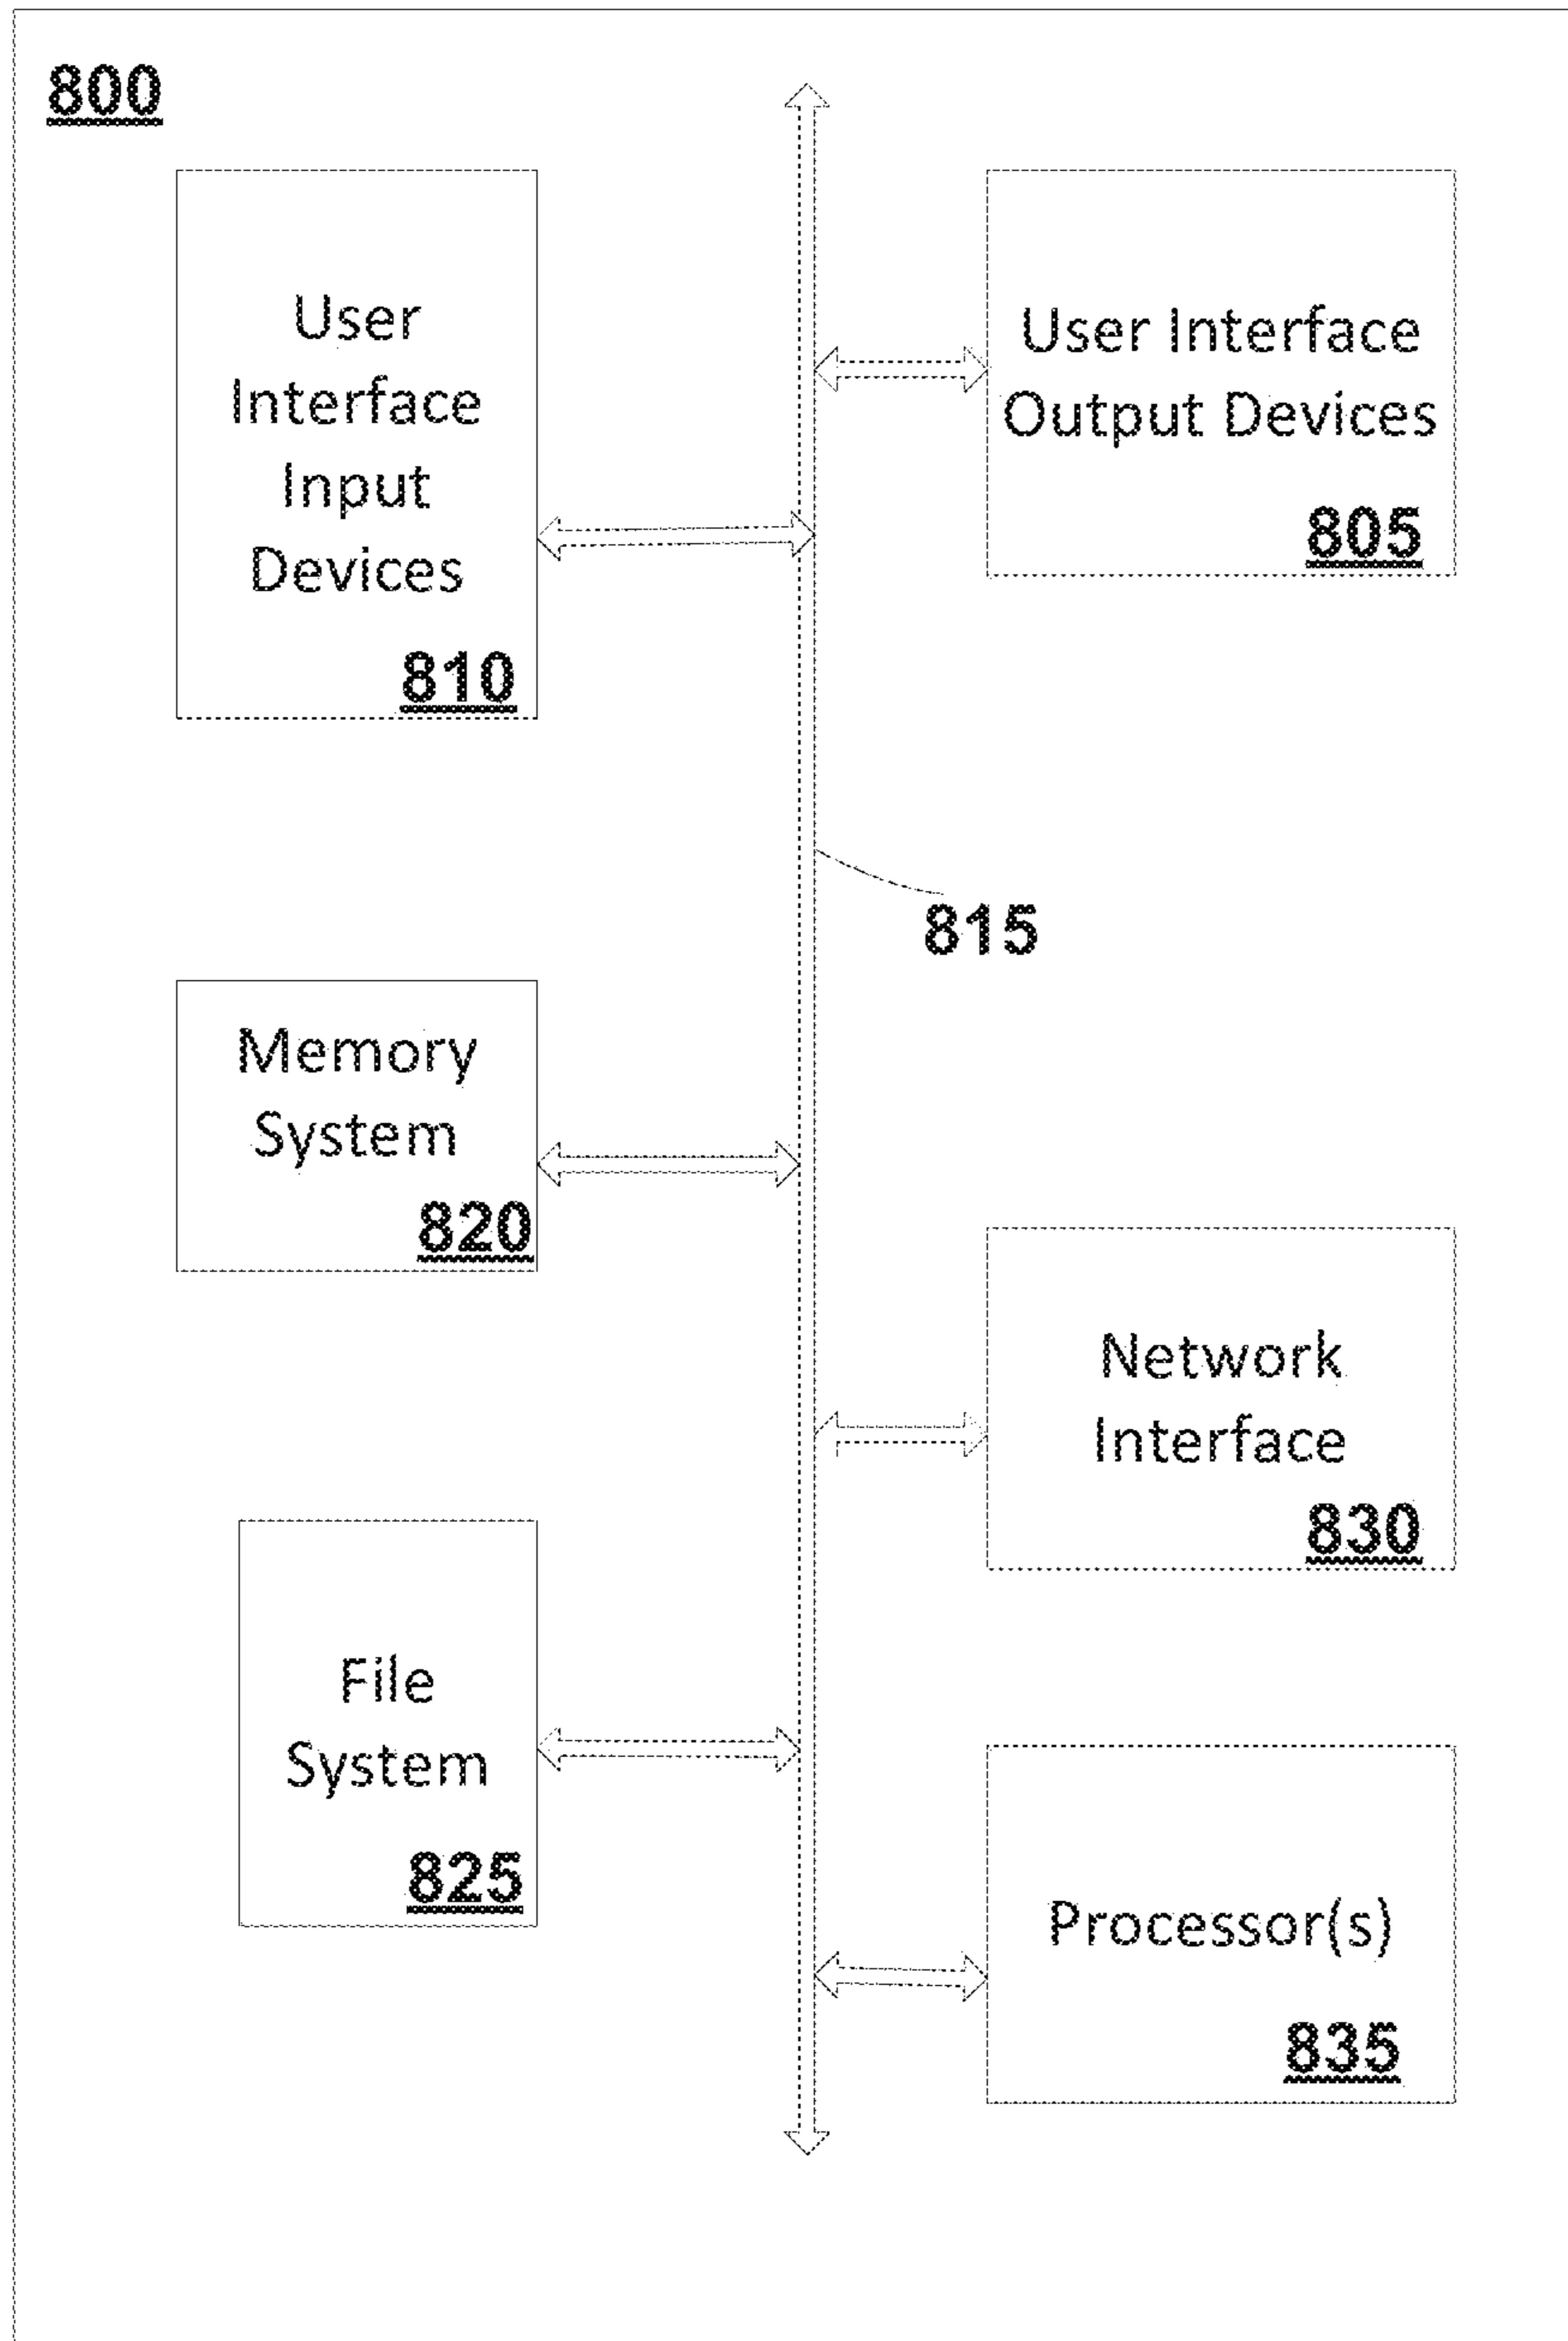 800
User
Interface
Input
Devices
810
User Interface
Output Devices
805
815
Memory
System
820
Network
Interface
830
File
System
825
Processor(s)
835